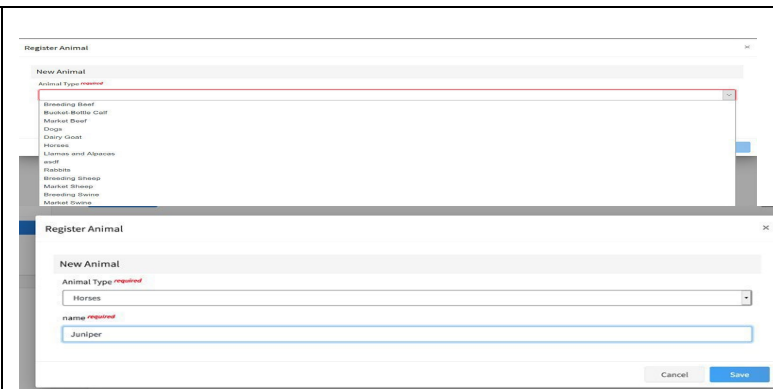 Register Animal ×
New Animal
Animal Type required
Breeding Beef
Bucket-Bottle Calf
Market Beef
Dogs
Dairy Goat
Horses
Llamas and Alpacas
asdf
Rabbits
Breeding Sheep
Market Sheep
Breeding Swine
Market Swine
Register Animal ×
New Animal
Animal Type required
Horses
name required
Juniper
Cancel Save